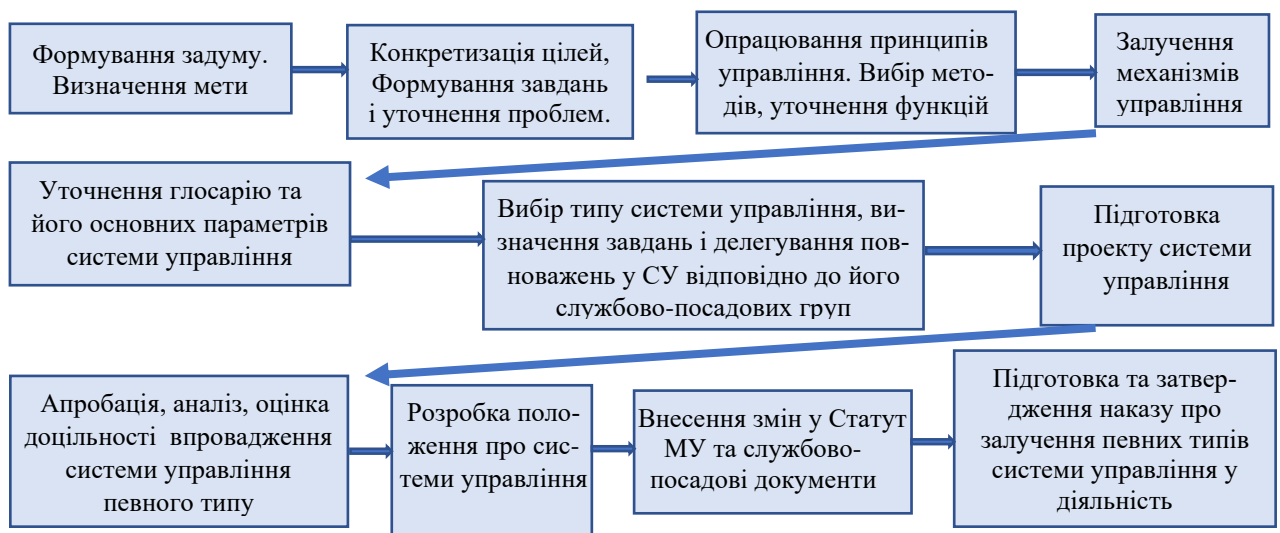 Формування задуму.
Визначення мети
Конкретизація цілей,
Формування завдань
і уточнення проблем.
Опрацювання принципів
управління. Вибір мето-
дів, уточнення функцій
Залучення
механізмів
управління
Уточнення глосарію та
його основних параметрів
системи управління
Вибір типу системи управління, ви-
значення завдань і делегування пов-
новажень у СУ відповідно до його
службово-посадових груп
Підготовка
проекту системи
управління
Апробація, аналіз, оцінка
доцільності впровадження
системи управління
певного типу
Розробка поло-
ження про сис-
теми управління
Внесення змін у Статут
МУ та службово-
посадові документи
Підготовка та затвер-
дження наказу про
залучення певних типів
системи управління у
діяльність